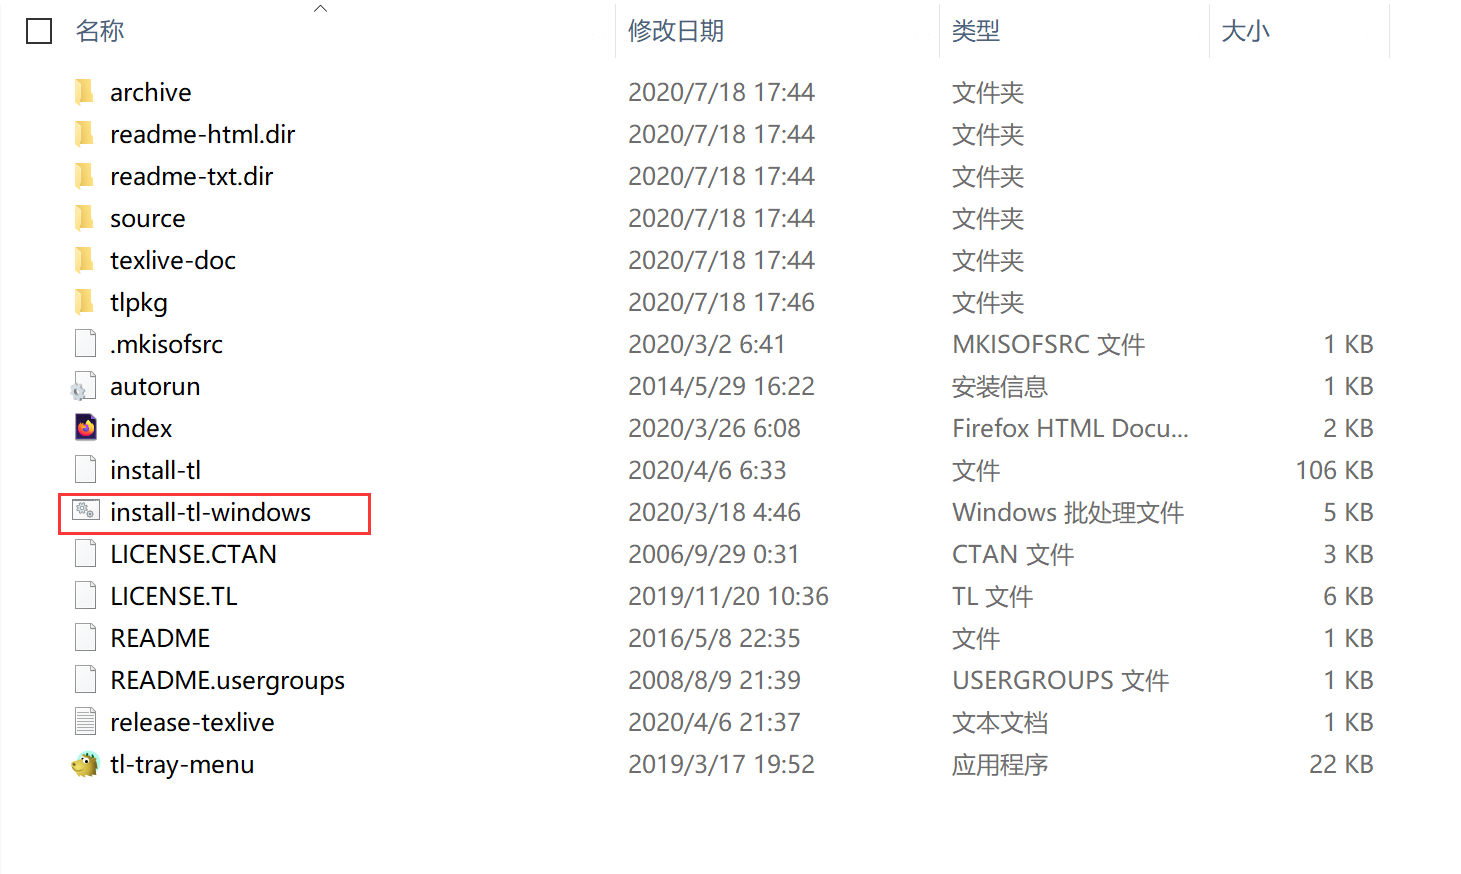 名称 修改日期 类型 大小
archive 2020/7/18 17:44 文件夹
readme-html.dir 2020/7/18 17:44 文件夹
readme-txt.dir 2020/7/18 17:44 文件夹
source 2020/7/18 17:44 文件夹
texlive-doc 2020/7/18 17:44 文件夹
tlpkg 2020/7/18 17:46 文件夹
.mkisofsrc 2020/3/2 6:41 MKISOFSRC 文件 1 KB
autorun 2014/5/29 16:22 安装信息 1 KB
index 2020/3/26 6:08 Firefox HTML Docu... 2 KB
install-tl 2020/4/6 6:33 文件 106 KB
install-tl-windows 2020/3/18 4:46 Windows 批处理文件 5 KB
LICENSE.CTAN 2006/9/29 0:31 CTAN 文件 3 KB
LICENSE.TL 2019/11/20 10:36 TL 文件 6 KB
README 2016/5/8 22:35 文件 1 KB
README.usergroups 2008/8/9 21:39 USERGROUPS 文件 1 KB
release-texlive 2020/4/6 21:37 文本文档 1 KB
tl-tray-menu 2019/3/17 19:52 应用程序 22 KB